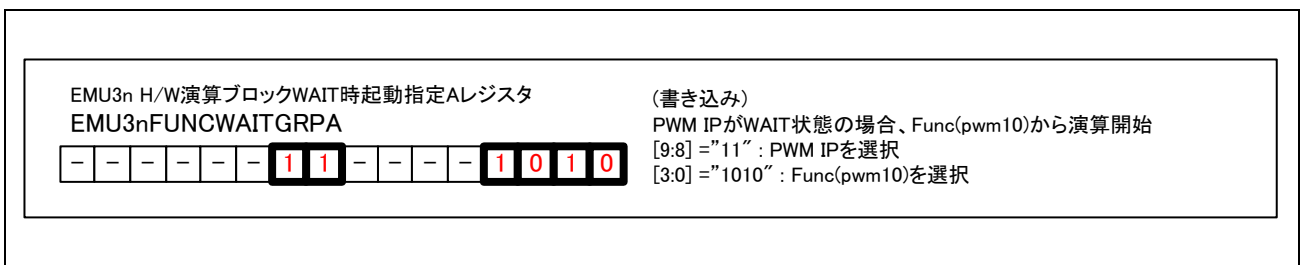 EMU3n H/W演算ブロックWAIT時起動指定Aレジスタ
EMU3nFUNCWAITGRPA
- - - - - - 1 1 - - - - 1 0 1 0
(書き込み)
PWM IPがWAIT状態の場合、Func(pwm10)から演算開始
[9:8] ="11" : PWM IPを選択
[3:0] ="1010" : Func(pwm10)を選択